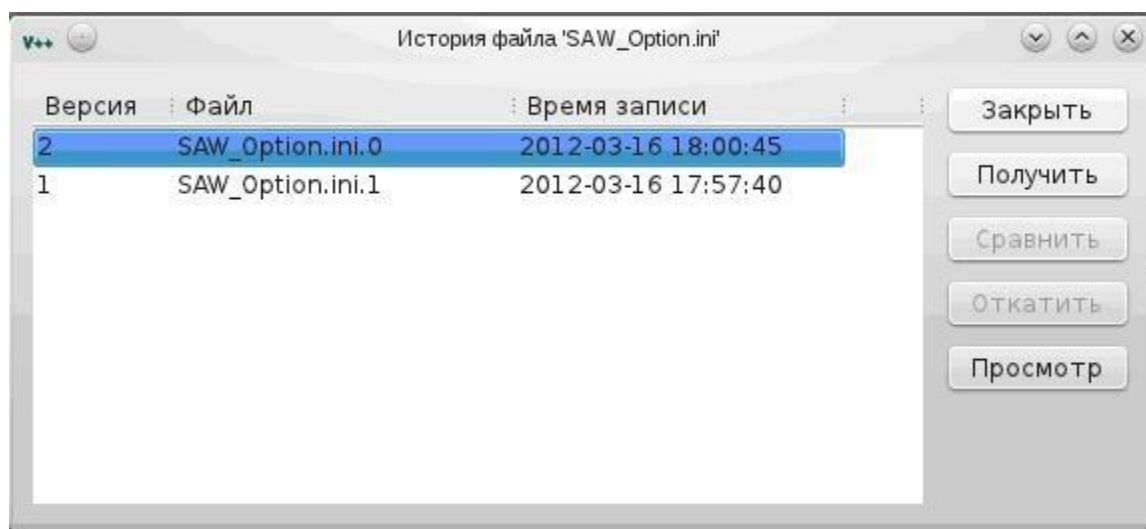 V++ История файла 'SAW_Option.ini'
Версия Файл Время записи
2 SAW_Option.ini.0 2012-03-16 18:00:45
1 SAW_Option.ini.1 2012-03-16 17:57:40
Закрыть
Получить
Сравнить
Откатить
Просмотр